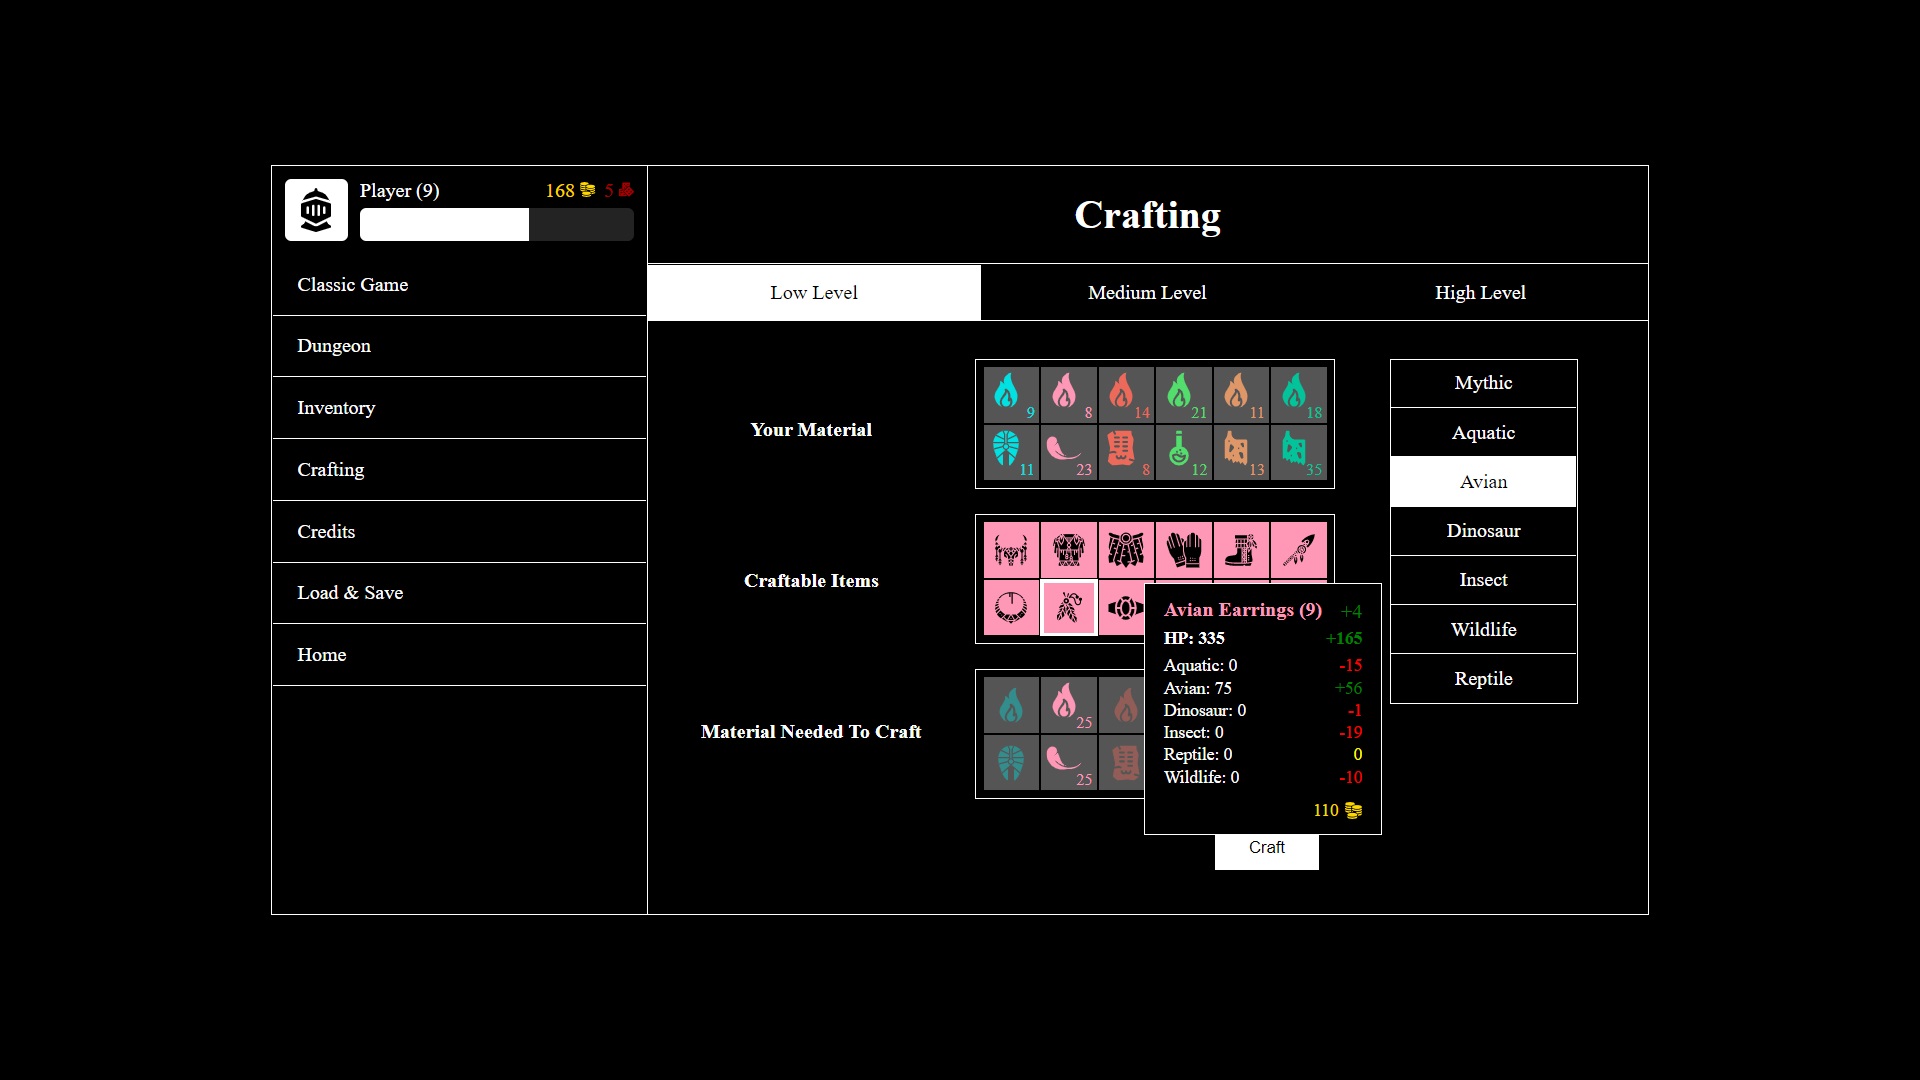 Player (9) 168 5
Classic Game
Dungeon
Inventory
Crafting
Credits
Load & Save
Home
Crafting
Low Level Medium Level High Level
Your Material
9 8 14 21 11 18
11 23 8 12 13 35
Craftable Items
Material Needed To Craft
25
25
Avian Earrings (9) +4
HP: 335 +165
Aquatic: 0 -15
Avian: 75 +56
Dinosaur: 0 -1
Insect: 0 -19
Reptile: 0 0
Wildlife: 0 -10
110
Craft
Mythic
Aquatic
Avian
Dinosaur
Insect
Wildlife
Reptile